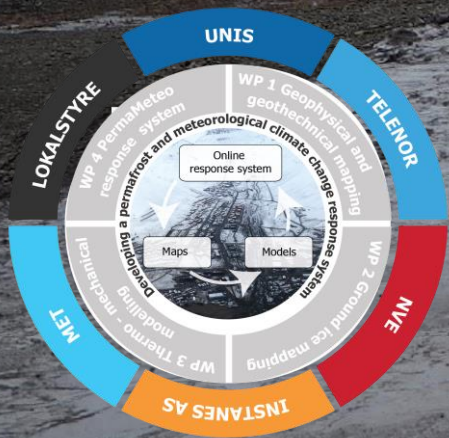 UNIS
TELENOR
NVE
INSTANES AS
MET
LOKALSTYRE
WP 1 Geophysical and
geotechnical mapping
WP 2 Ground Ice mapping
WP 3 Thermo - mechanical
modelling
WP 4 PermaMeteo
response system
Developing a permafrost and meteorological climate change response system
Online
response system
Maps
Models